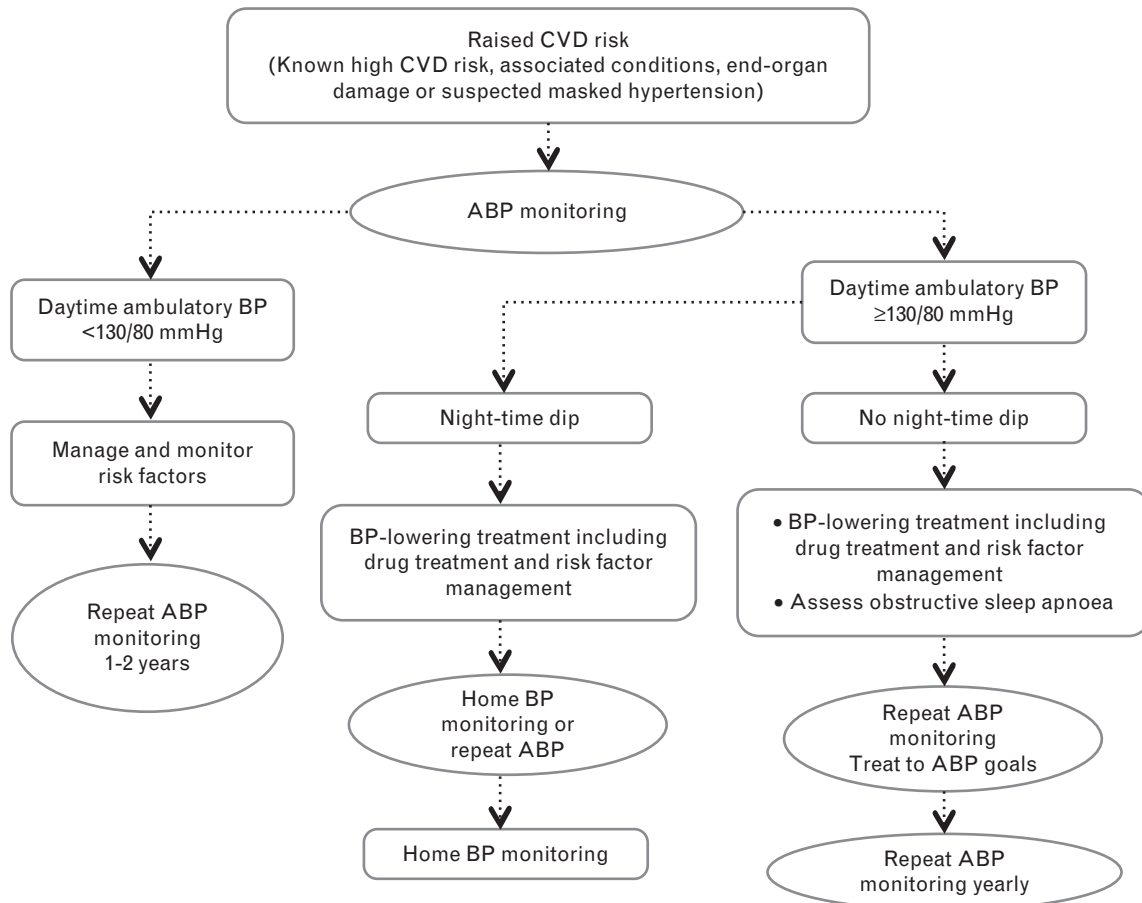 Raised CVD risk
(Known high CVD risk, associated conditions, end-organ
damage or suspected masked hypertension)
ABP monitoring
Daytime ambulatory BP
<130/80 mmHg
Manage and monitor
risk factors
Repeat ABP
monitoring
1-2 years
Daytime ambulatory BP
≥130/80 mmHg
Night-time dip
BP-lowering treatment including
drug treatment and risk factor
management
Home BP
monitoring or
repeat ABP
Home BP monitoring
No night-time dip
• BP-lowering treatment including
drug treatment and risk factor
management
• Assess obstructive sleep apnoea
Repeat ABP
monitoring
Treat to ABP goals
Repeat ABP
monitoring yearly